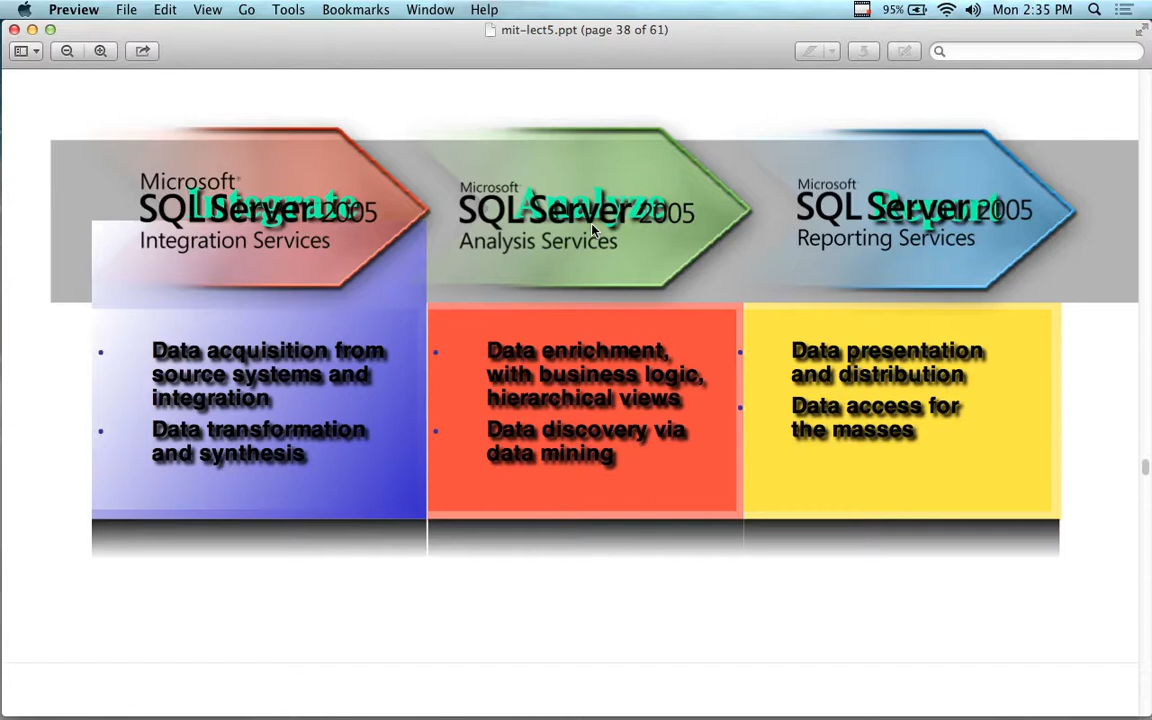 Preview File Edit View Go Tools Bookmarks Window Help 95% Mon 2:35 PM
mit-lect5.ppt (page 38 of 61)
Microsoft
SQL Server 2005
Integration Services
Integrate
Microsoft
SQL Server 2005
Analysis Services
Analyze
Microsoft
SQL Server 2005
Reporting Services
Report
• Data acquisition from
source systems and
integration
• Data transformation
and synthesis
• Data enrichment,
with business logic,
hierarchical views
• Data discovery via
data mining
• Data presentation
and distribution
• Data access for
the masses